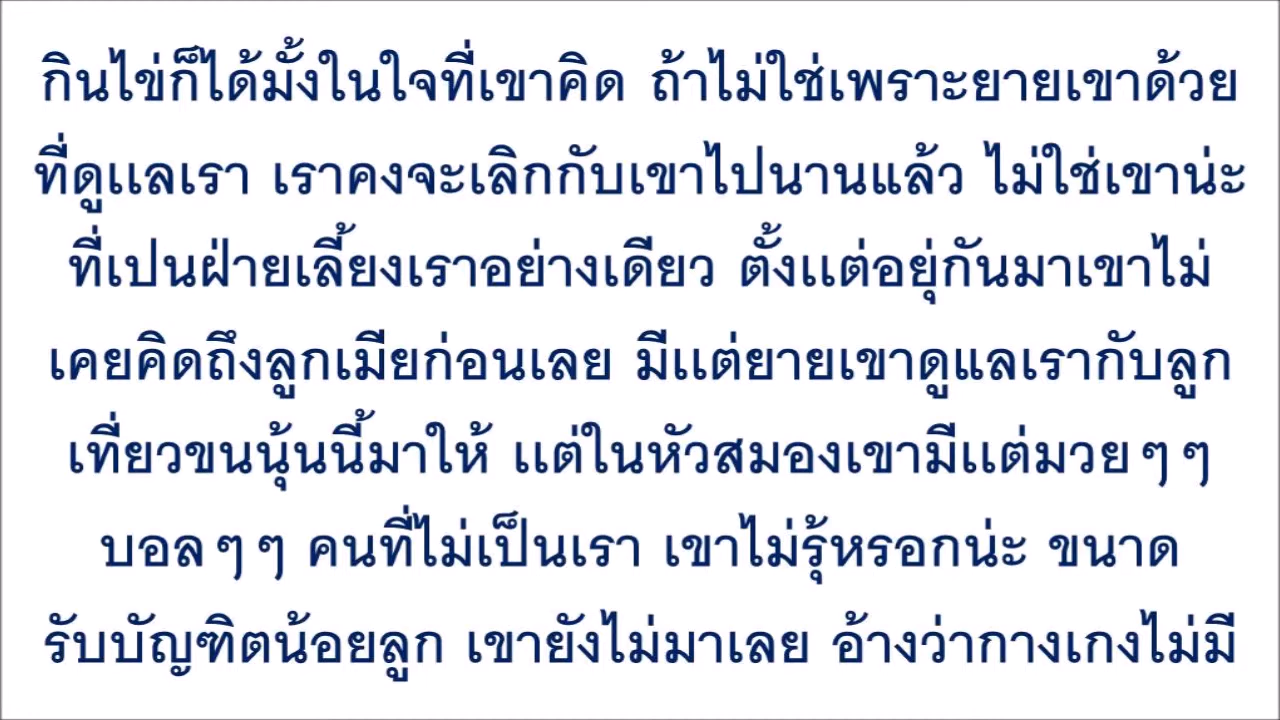 กินไข่ก็ได้มั้งในใจที่เขาคิด ถ้าไม่ใช่เพราะยายเขาด้วย
ที่ดูแลเรา เราคงจะเลิกกับเขาไปนานแล้ว ไม่ใช่เขาน่ะ
ที่เปนฝ่ายเลี้ยงเราอย่างเดียว ตั้งแต่อยุ่กันมาเขาไม่
เคยคิดถึงลูกเมียก่อนเลย มีแต่ยายเขาดูแลเรากับลูก
เที่ยวขนนุ้นนี้มาให้ แต่ในหัวสมองเขามีแต่มวยๆๆ
บอลๆๆ คนที่ไม่เป็นเรา เขาไม่รุ้หรอกน่ะ ขนาด
รับบัญฑิตน้อยลูก เขายังไม่มาเลย อ้างว่ากางเกงไม่มี